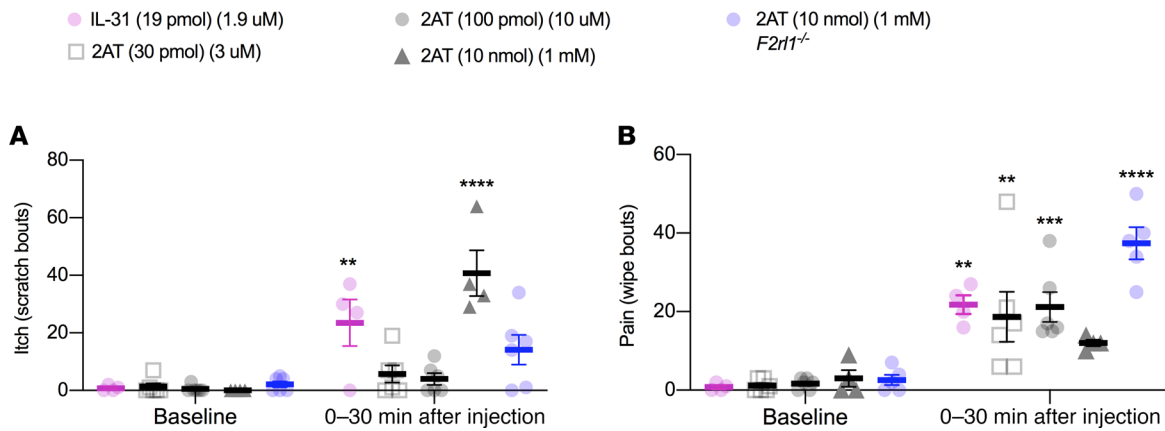 IL-31 (19 pmol) (1.9 uM)
2AT (30 pmol) (3 uM)
2AT (100 pmol) (10 uM)
2AT (10 nmol) (1 mM)
2AT (10 nmol) (1 mM)
F2rl1-/-
A
Itch (scratch bouts)
80
60
40
20
0
**
****
Baseline
0–30 min after injection
B
Pain (wipe bouts)
60
40
20
0
**
**
***
****
Baseline
0–30 min after injection